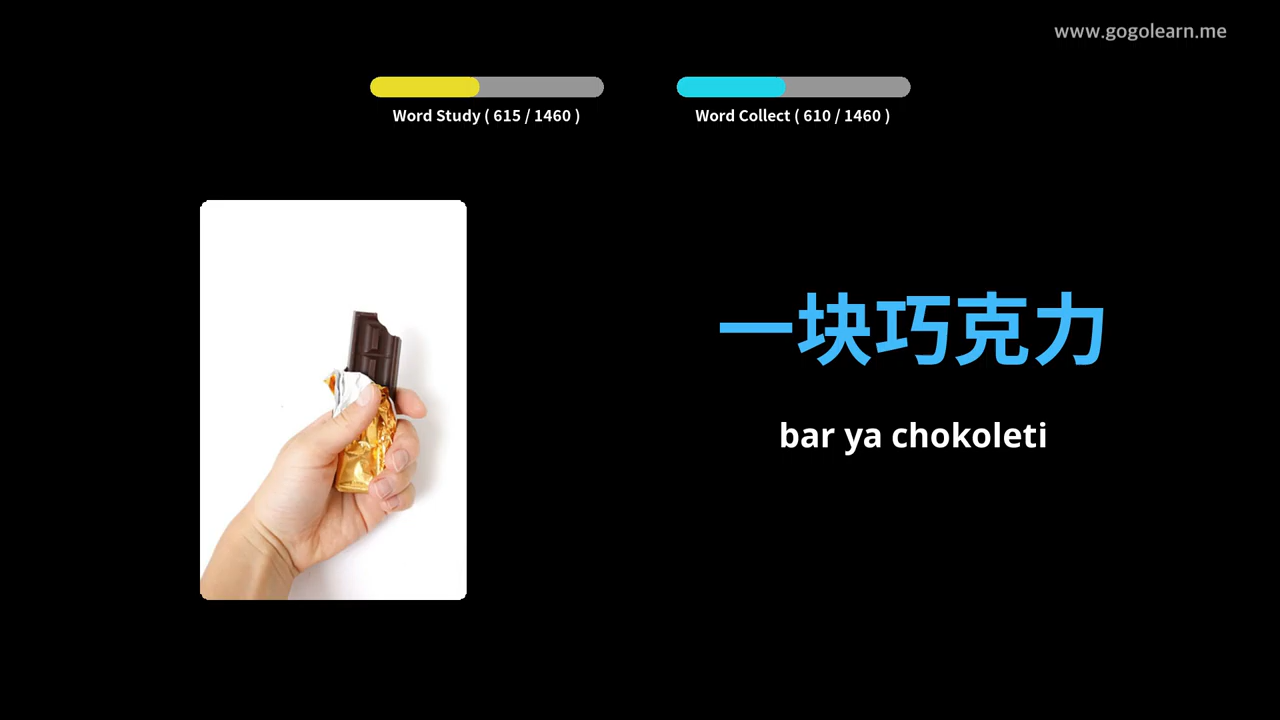 www.gogolearn.me
Word Study ( 615 / 1460 )
Word Collect ( 610 / 1460 )
一块巧克力
bar ya chokoleti